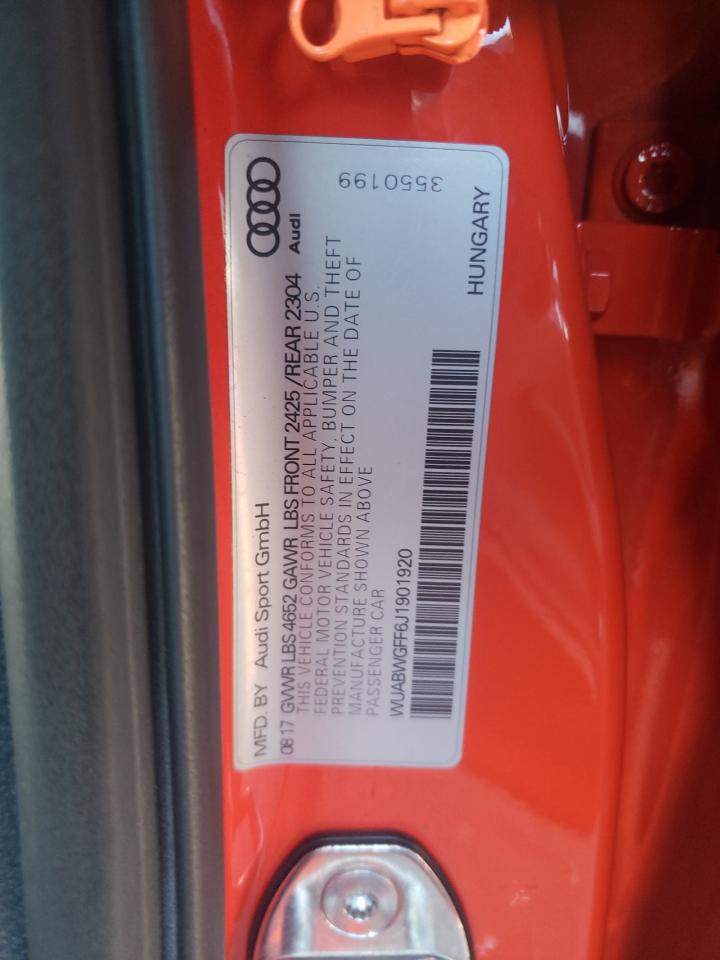 MFD. BY Audi Sport GmbH
Audi
08 17 GVWR LBS 4652 GAWR LBS FRONT 2425 / REAR 2304
THIS VEHICLE CONFORMS TO ALL APPLICABLE U.S.
FEDERAL MOTOR VEHICLE SAFETY, BUMPER AND THEFT
PREVENTION STANDARDS IN EFFECT ON THE DATE OF
MANUFACTURE SHOWN ABOVE
PASSENGER CAR
WUABWGFF6J1901920
HUNGARY
3550199